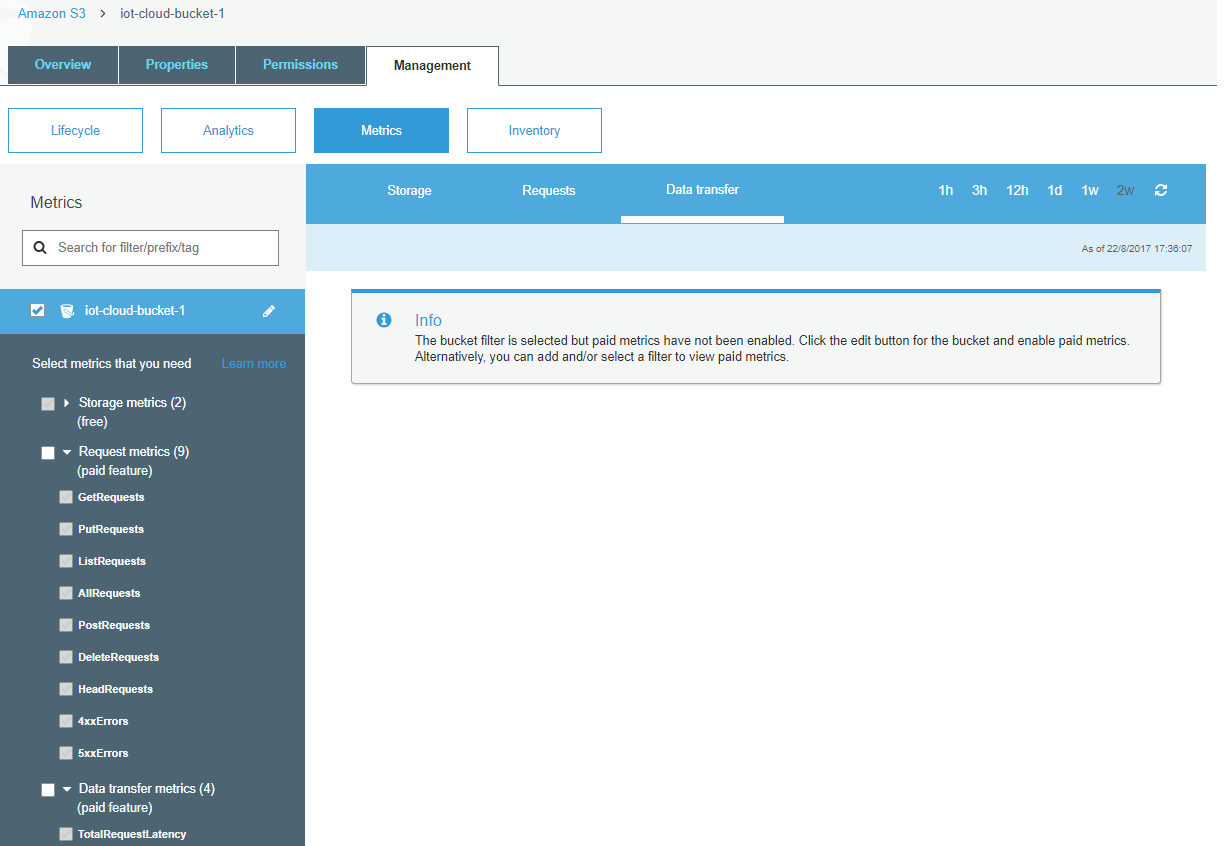 Amazon S3 > iot-cloud-bucket-1
Overview Properties Permissions Management
Lifecycle Analytics Metrics Inventory
Metrics
Search for filter/prefix/tag
iot-cloud-bucket-1
Select metrics that you need Learn more
Storage metrics (2)
(free)
Request metrics (9)
(paid feature)
GetRequests
PutRequests
ListRequests
AllRequests
PostRequests
DeleteRequests
HeadRequests
4xxErrors
5xxErrors
Data transfer metrics (4)
(paid feature)
TotalRequestLatency
Storage Requests Data transfer 1h 3h 12h 1d 1w 2w
As of 22/8/2017 17:36:07
Info
The bucket filter is selected but paid metrics have not been enabled. Click the edit button for the bucket and enable paid metrics.
Alternatively, you can add and/or select a filter to view paid metrics.